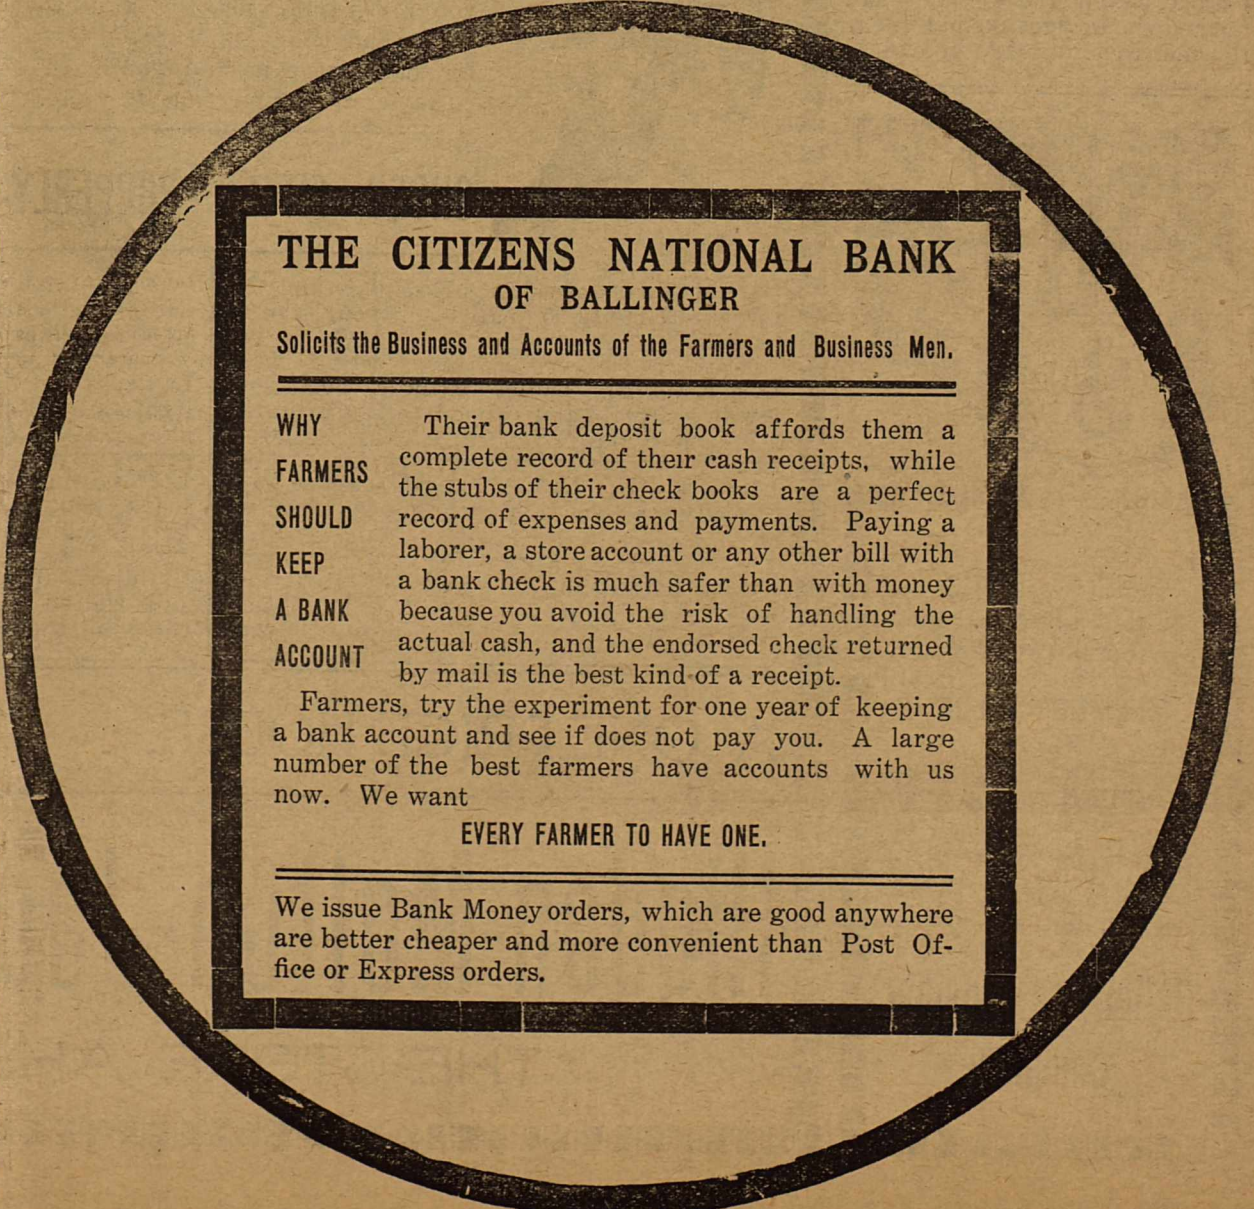 THE CITIZENS NATIONAL BANK
OF BALLINGER
Solicits the Business and Accounts of the Farmers and Business Men.
WHY
FARMERS
SHOULD
KEEP
A BANK
ACCOUNT
Their bank deposit book affords them a
complete record of their cash receipts, while
the stubs of their check books are a perfect
record of expenses and payments. Paying a
laborer, a store account or any other bill with
a bank check is much safer than with money
because you avoid the risk of handling the
actual cash, and the endorsed check returned
by mail is the best kind of a receipt.
Farmers, try the experiment for one year of keeping
a bank account and see if does not pay you. A large
number of the best farmers have accounts with us
now. We want
EVERY FARMER TO HAVE ONE.
We issue Bank Money orders, which are good anywhere
are better cheaper and more convenient than Post Of-
fice or Express orders.